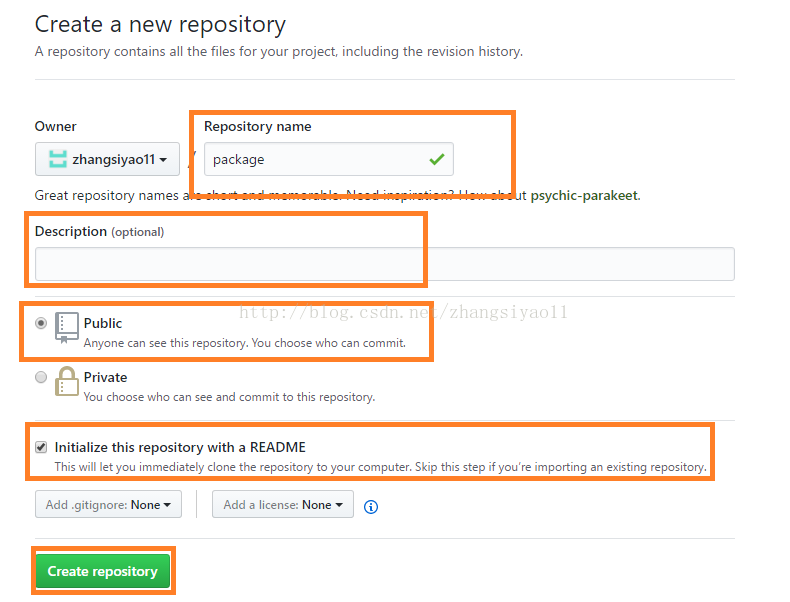 Create a new repository
A repository contains all the files for your project, including the revision history.
Owner
Repository name
zhangsiyao11
/
package
Great repository names are short and memorable. Need inspiration? How about psychic-parakeet.
Description (optional)
http://blog.csdn.net/zhangsiyao11
Public
Anyone can see this repository. You choose who can commit.
Private
You choose who can see and commit to this repository.
Initialize this repository with a README
This will let you immediately clone the repository to your computer. Skip this step if you’re importing an existing repository.
Add .gitignore: None
Add a license: None
Create repository